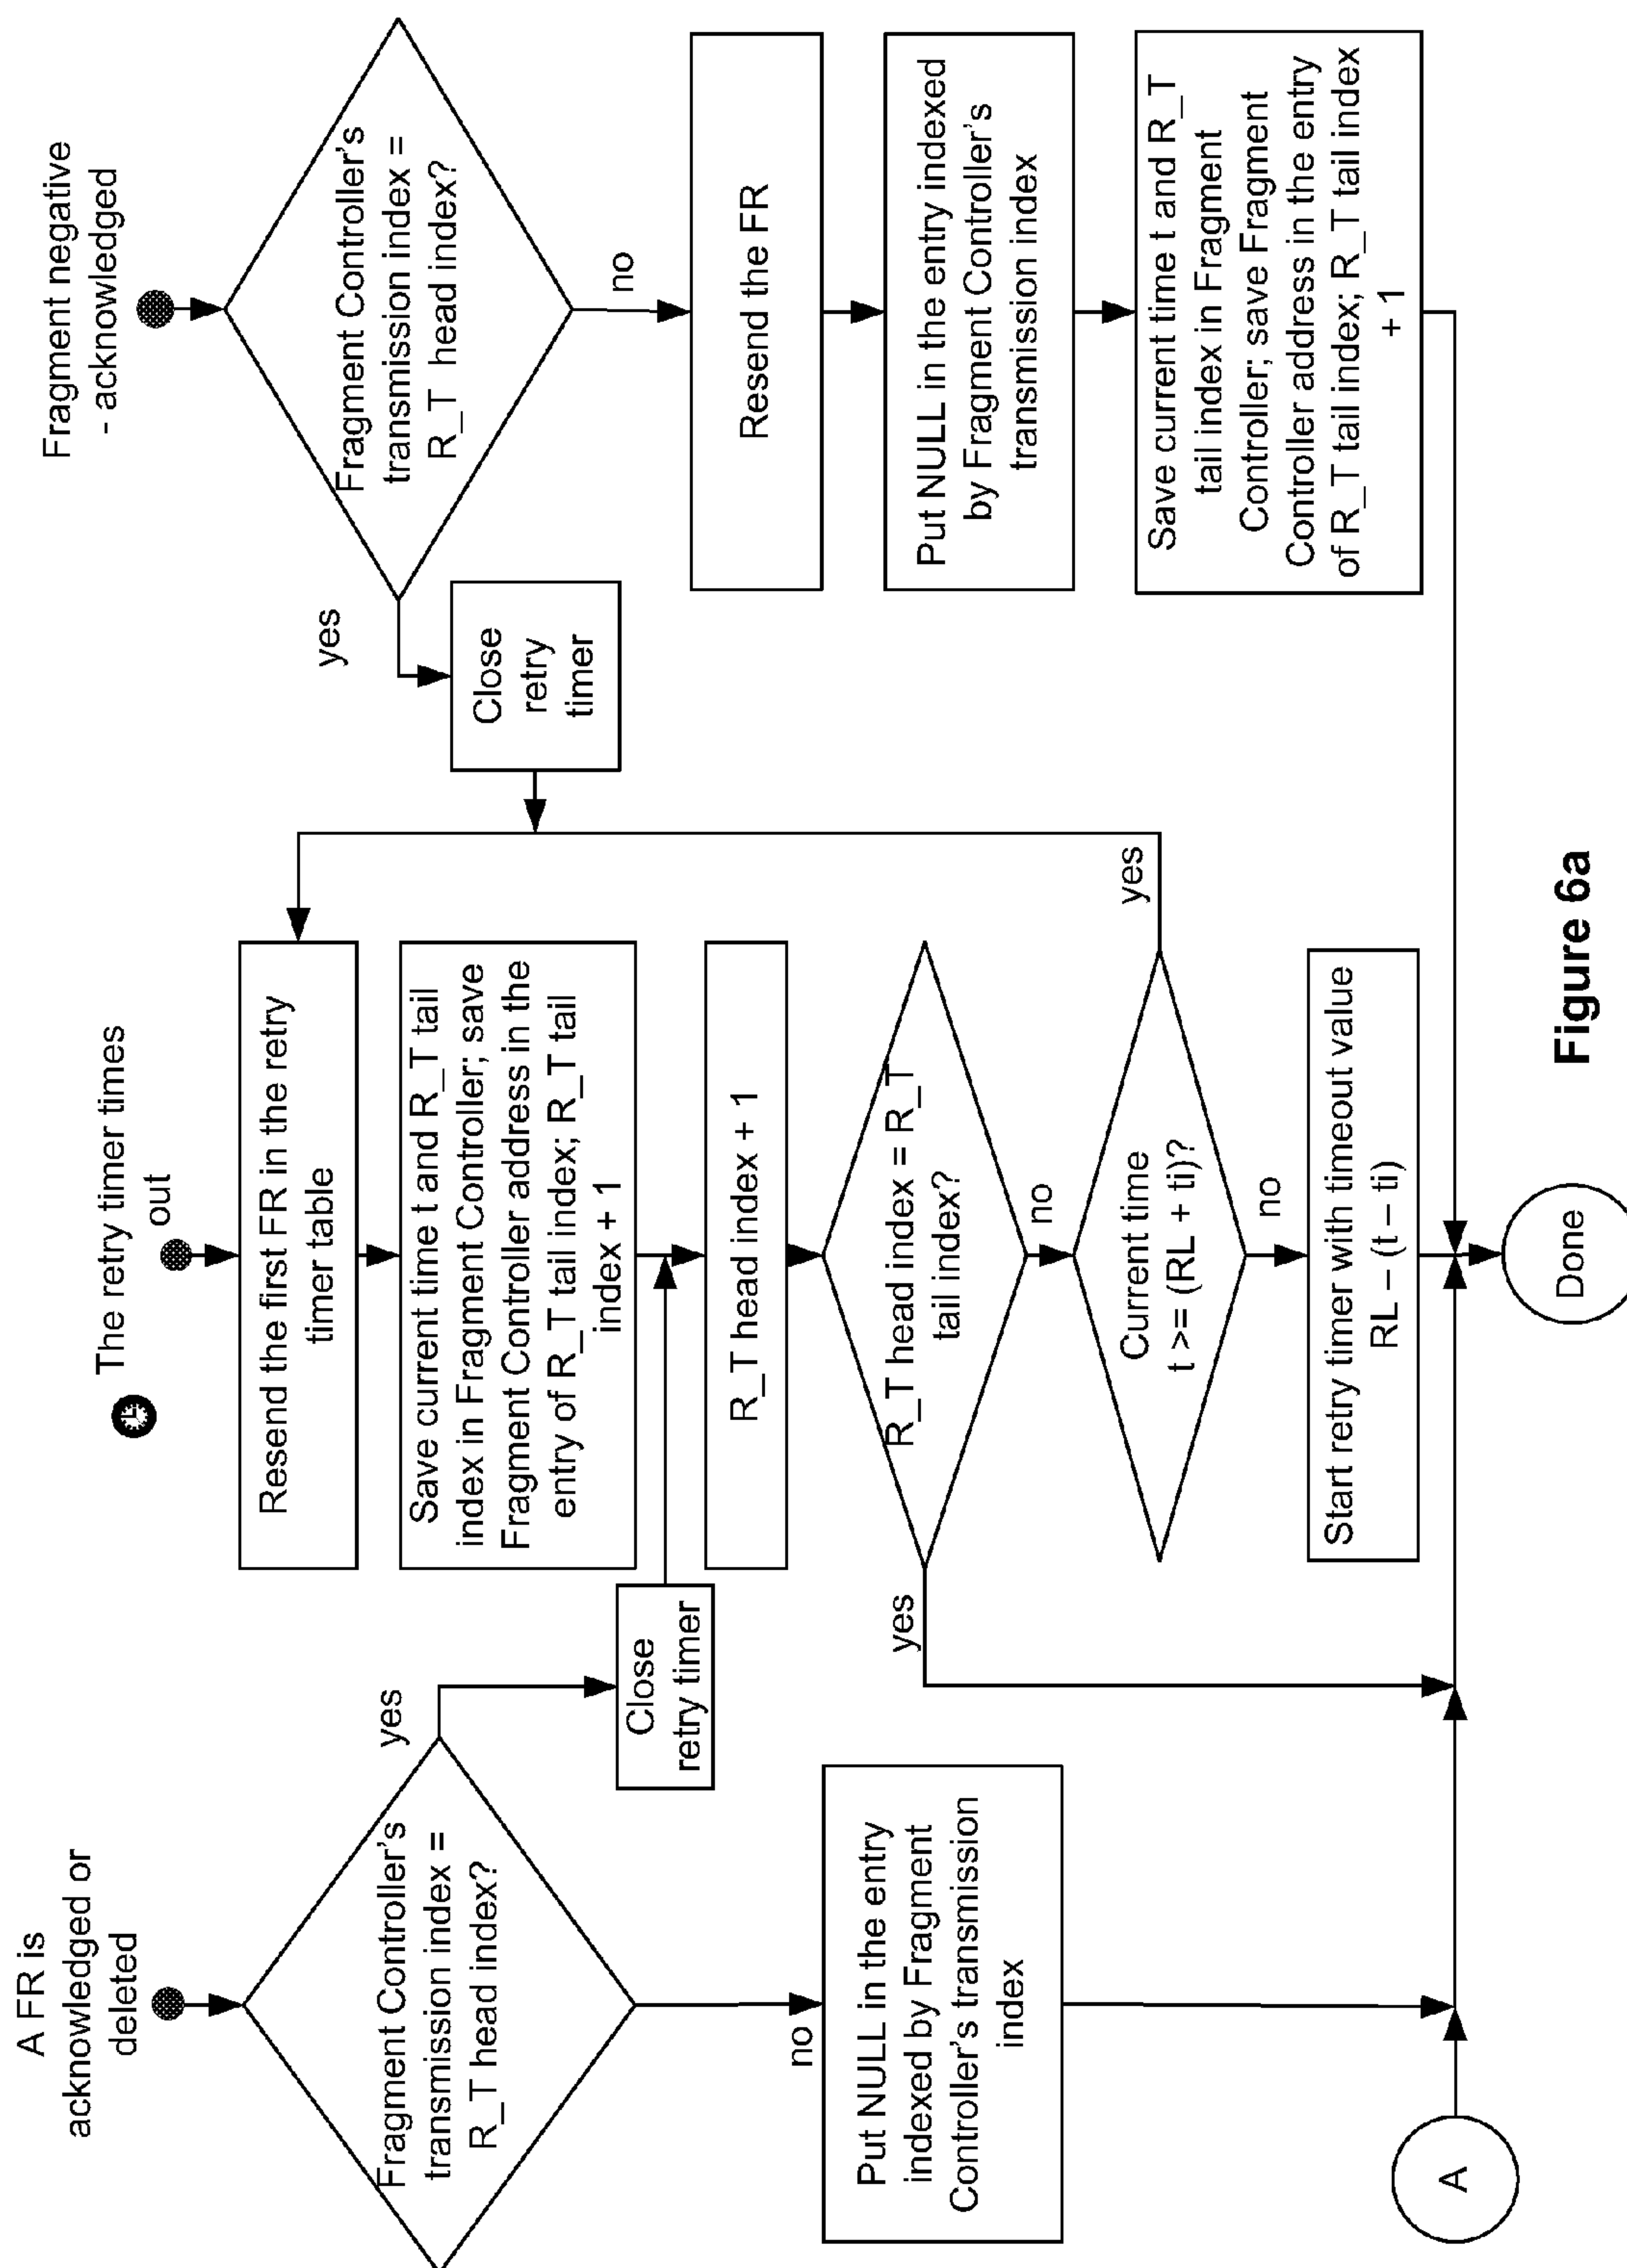 A FR is
acknowledged or
deleted
Fragment Controller's
transmission index =
R_T head index?
yes
Close
retry timer
no
Put NULL in the entry
indexed by Fragment
Controller's transmission
index
A
The retry timer times
out
Resend the first FR in the retry
timer table
Save current time t and R_T tail
index in Fragment Controller; save
Fragment Controller address in the
entry of R_T tail index; R_T tail
index + 1
R_T head index + 1
R_T head index = R_T
tail index?
yes
no
Current time
t >= (RL + ti)?
yes
no
Start retry timer with timeout value
RL – (t – ti)
Done
Fragment negative
- acknowledged
Fragment Controller's
transmission index =
R_T head index?
yes
Close
retry
timer
no
Resend the FR
Put NULL in the entry indexed
by Fragment Controller's
transmission index
Save current time t and R_T
tail index in Fragment
Controller; save Fragment
Controller address in the entry
of R_T tail index; R_T tail index
+ 1
Figure 6a